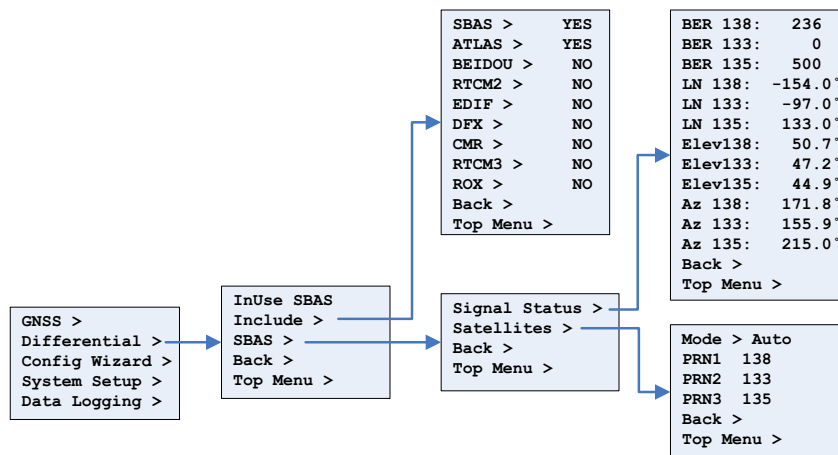 GNSS >
Differential >
Config Wizard >
System Setup >
Data Logging >
InUse SBAS
Include >
SBAS >
Back >
Top Menu >
SBAS > YES
ATLAS > YES
BEIDOU > NO
RTCM2 > NO
EDIF > NO
DFX > NO
CMR > NO
RTCM3 > NO
ROX > NO
Back >
Top Menu >
Signal Status >
Satellites >
Back >
Top Menu >
BER 138: 236
BER 133: 0
BER 135: 500
LN 138: -154.0°
LN 133: -97.0°
LN 135: 133.0°
Elev138: 50.7°
Elev133: 47.2°
Elev135: 44.9°
Az 138: 171.8°
Az 133: 155.9°
Az 135: 215.0°
Back >
Top Menu >
Mode > Auto
PRN1 138
PRN2 133
PRN3 135
Back >
Top Menu >